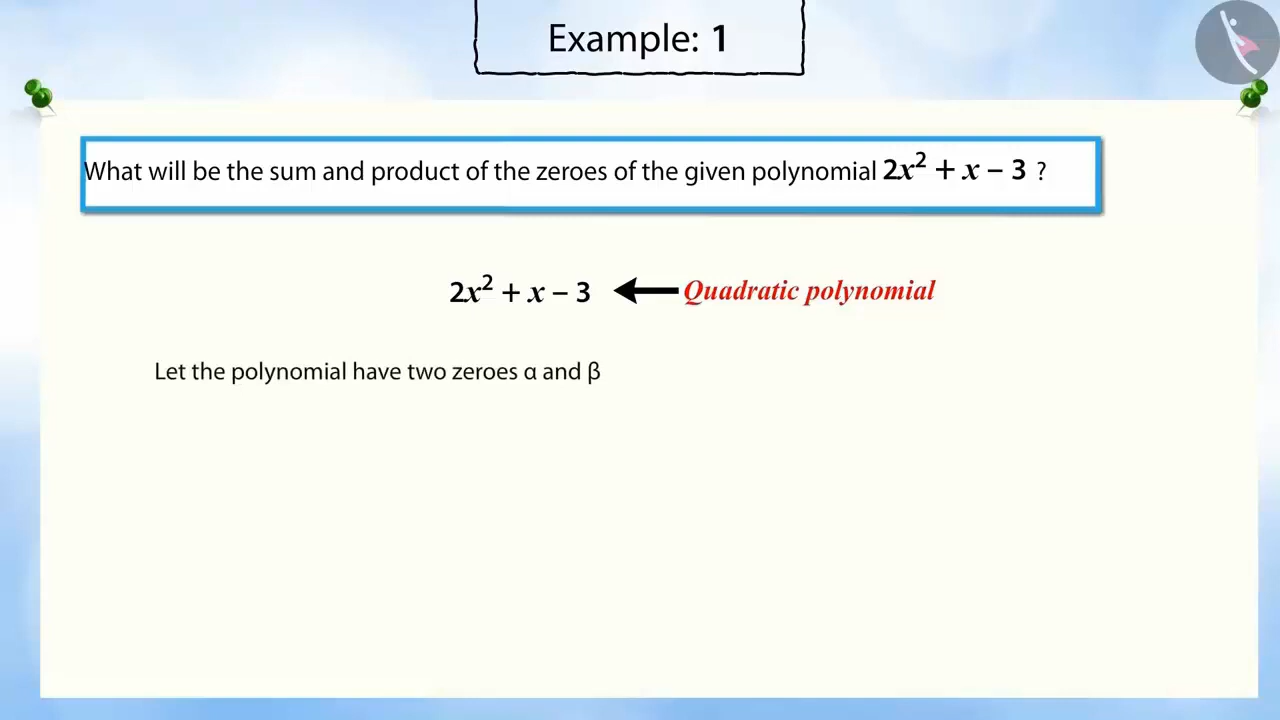 Example: 1
What will be the sum and product of the zeroes of the given polynomial 2x² + x – 3 ?
2x² + x – 3 Quadratic polynomial
Let the polynomial have two zeroes α and β